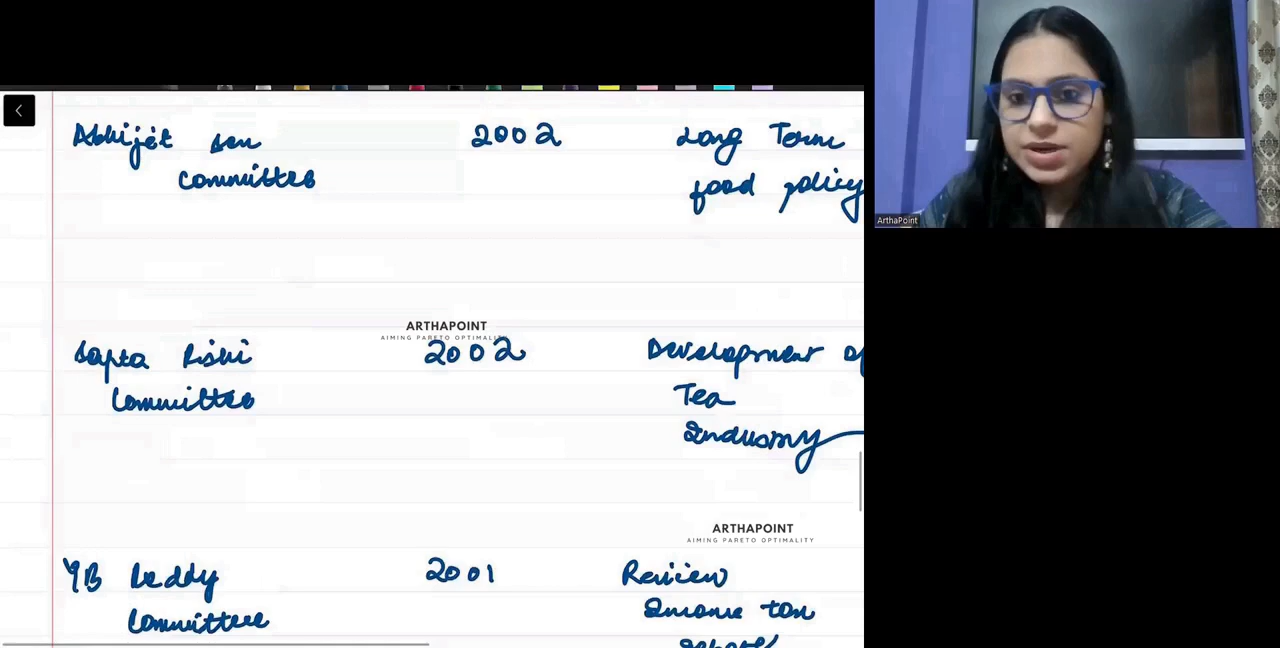 Abhijit Sen 2002 Long Term
Committee food policy
ARTHAPOINT
AIMING PARETO OPTIMALITY
Sapta Rishi 2002 Development of
Committee Tea
Industry
ARTHAPOINT
AIMING PARETO OPTIMALITY
YB Reddy 2001 Review
Committee Income tax
ArthaPoint